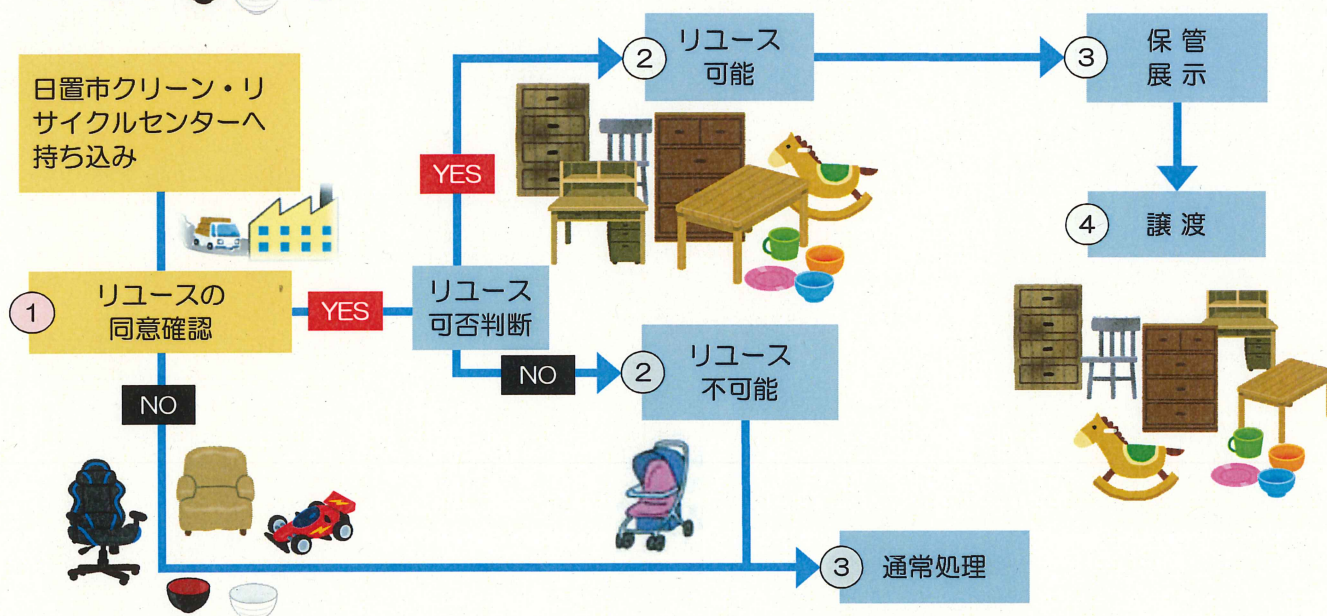 日置市クリーン・リ
サイクルセンターへ
持ち込み
① リユースの
同意確認
YES
リユース
可否判断
YES
② リユース
可能
③ 保管
展示
④ 譲渡
NO
② リユース
不可能
NO
③ 通常処理